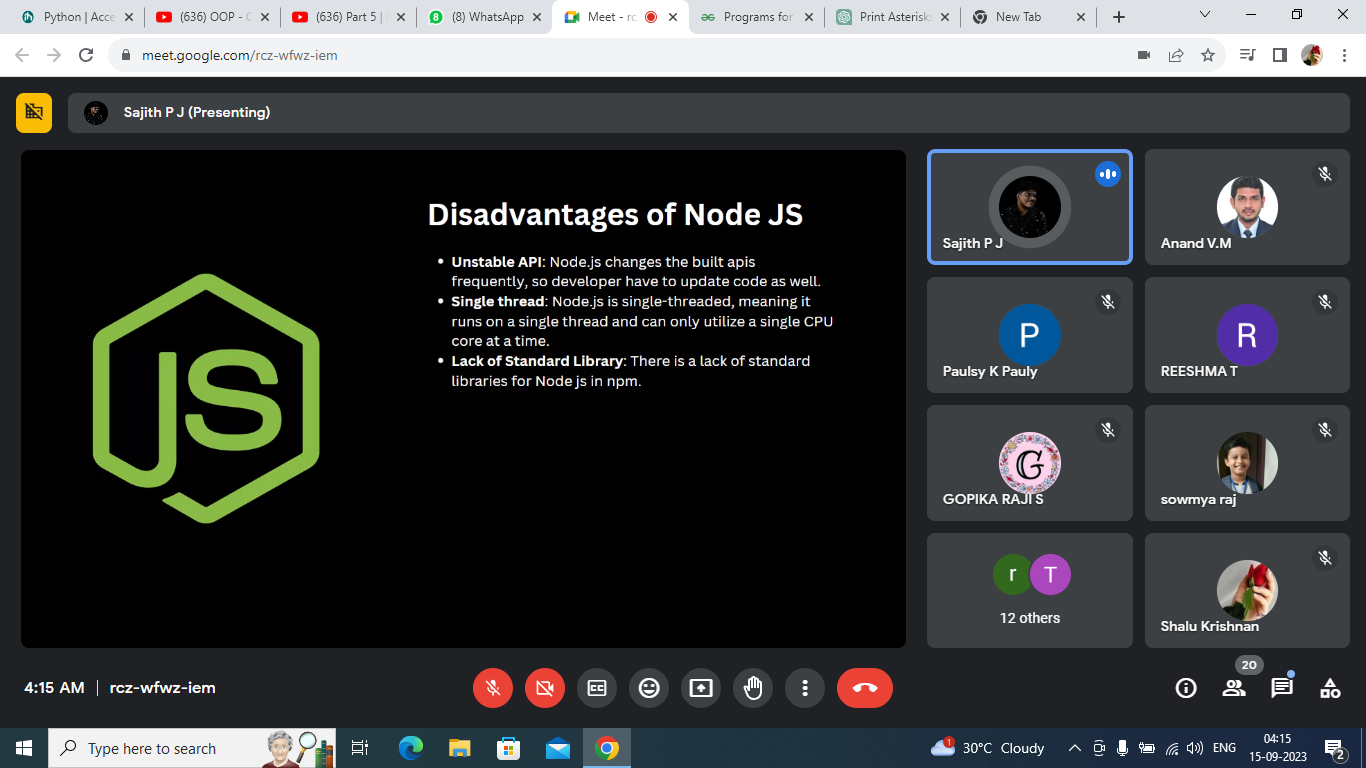 Python | Acce
(636) OOP - C
(636) Part 5 |
(8) WhatsApp
Meet - rc
Programs for
Print Asterisk
New Tab
meet.google.com/rcz-wfwz-iem
Sajith P J (Presenting)
Disadvantages of Node JS
• Unstable API: Node.js changes the built apis
frequently, so developer have to update code as well.
• Single thread: Node.js is single-threaded, meaning it
runs on a single thread and can only utilize a single CPU
core at a time.
• Lack of Standard Library: There is a lack of standard
libraries for Node js in npm.
JS
Sajith P J
Anand V.M
P
Paulsy K Pauly
R
REESHMA T
G
GOPIKA RAJI S
sowmya raj
r T
12 others
Shalu Krishnan
4:15 AM | rcz-wfwz-iem
20
Type here to search
1
30°C Cloudy
ENG
04:15
15-09-2023
2